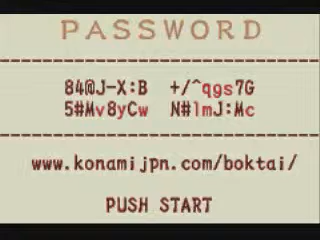 PASSWORD
84@J-X:B +/^qgs7G
5#Mv8yCw N#lmJ:Mc
www.konamijpn.com/boktai/
PUSH START